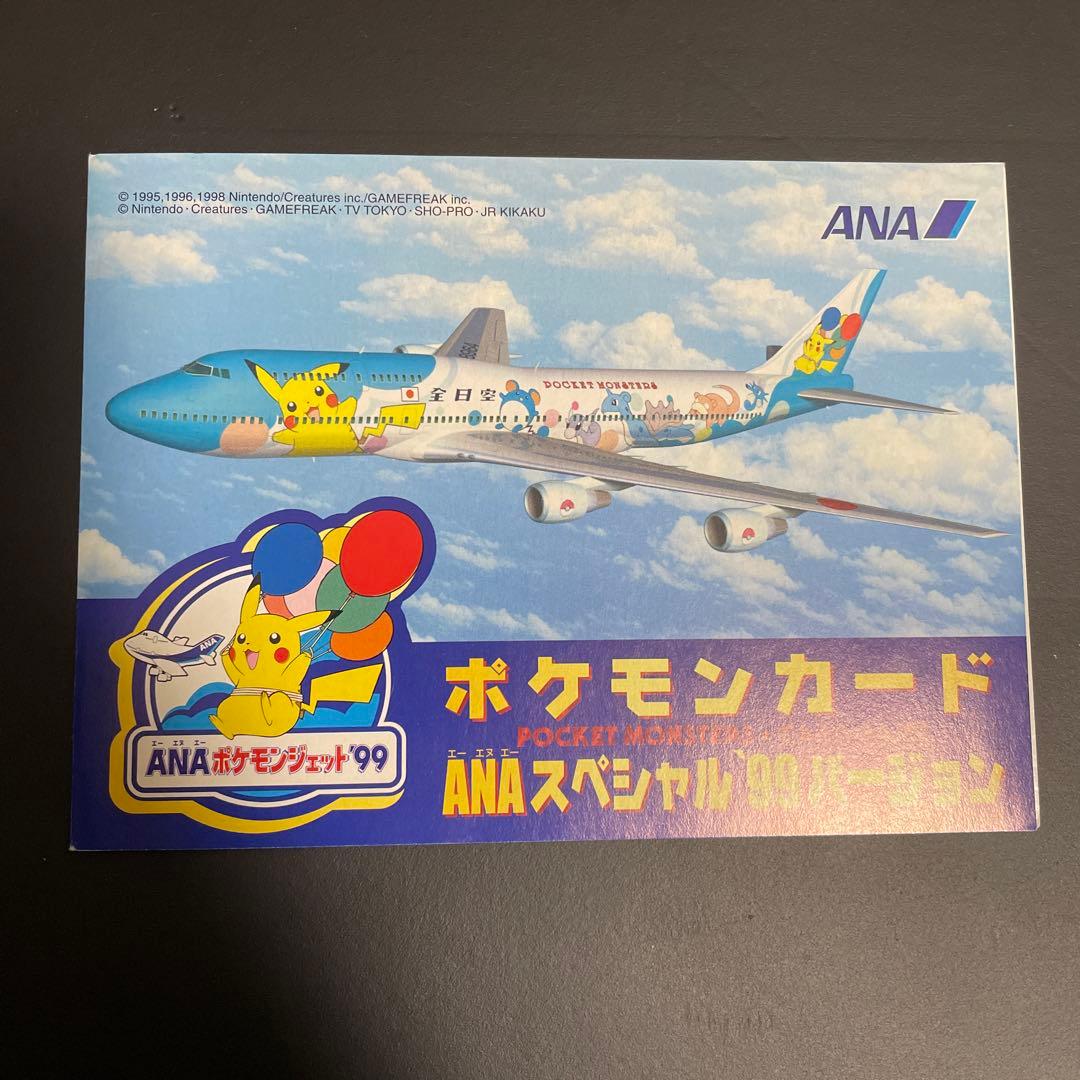 © 1995,1996,1998 Nintendo/Creatures inc./GAMEFREAK inc.
© Nintendo・Creatures・GAMEFREAK・TV TOKYO・SHO-PRO・JR KIKAKU
ANA
8964
全日空
POCKET MONSTERS
ANA
エー エヌ エー
ANAポケモンジェット'99
ポケモンカード
POCKET MONSTERS
エー エヌ エー
ANAスペシャル'99バージョン